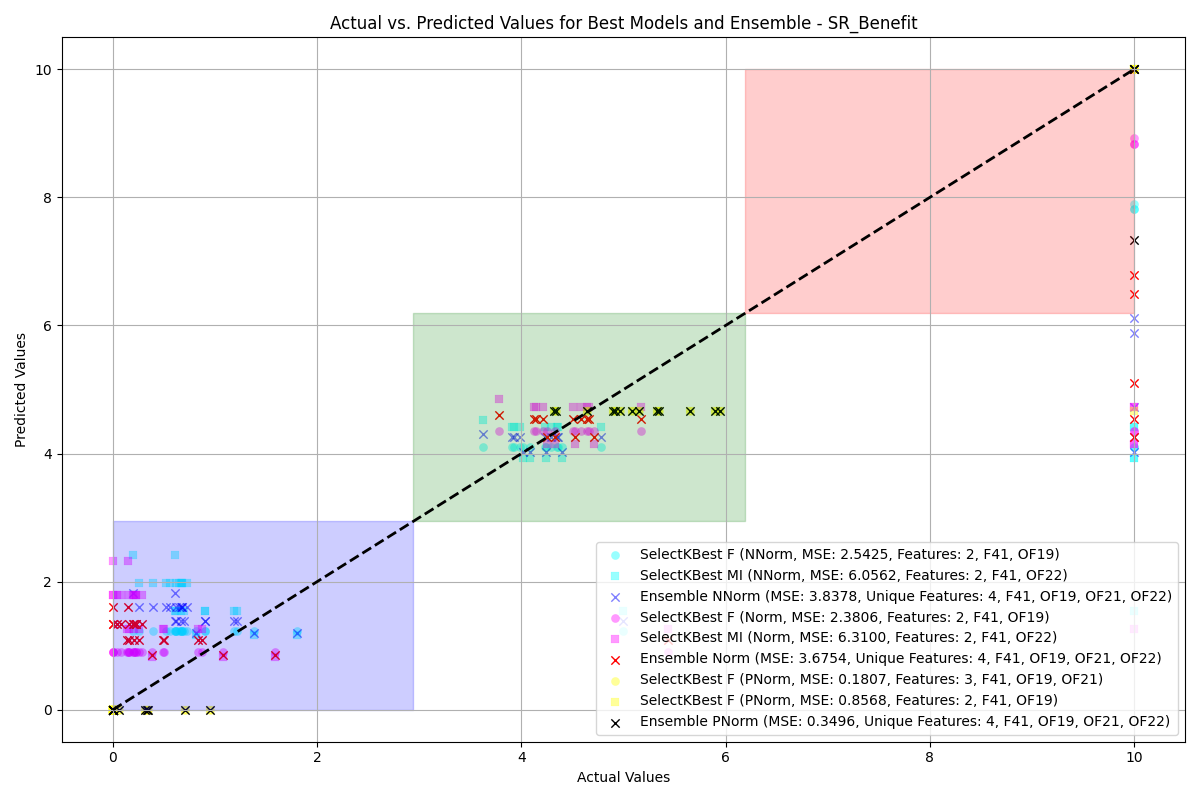 Actual vs. Predicted Values for Best Models and Ensemble - SR_Benefit
Predicted Values
10
8
6
4
2
0
SelectKBest F (NNorm, MSE: 2.5425, Features: 2, F41, OF19)
SelectKBest MI (NNorm, MSE: 6.0562, Features: 2, F41, OF22)
Ensemble NNorm (MSE: 3.8378, Unique Features: 4, F41, OF19, OF21, OF22)
SelectKBest F (Norm, MSE: 2.3806, Features: 2, F41, OF19)
SelectKBest MI (Norm, MSE: 6.3100, Features: 2, F41, OF22)
Ensemble Norm (MSE: 3.6754, Unique Features: 4, F41, OF19, OF21, OF22)
SelectKBest F (PNorm, MSE: 0.1807, Features: 3, F41, OF19, OF21)
SelectKBest F (PNorm, MSE: 0.8568, Features: 2, F41, OF19)
Ensemble PNorm (MSE: 0.3496, Unique Features: 4, F41, OF19, OF21, OF22)
0 2 4 6 8 10
Actual Values